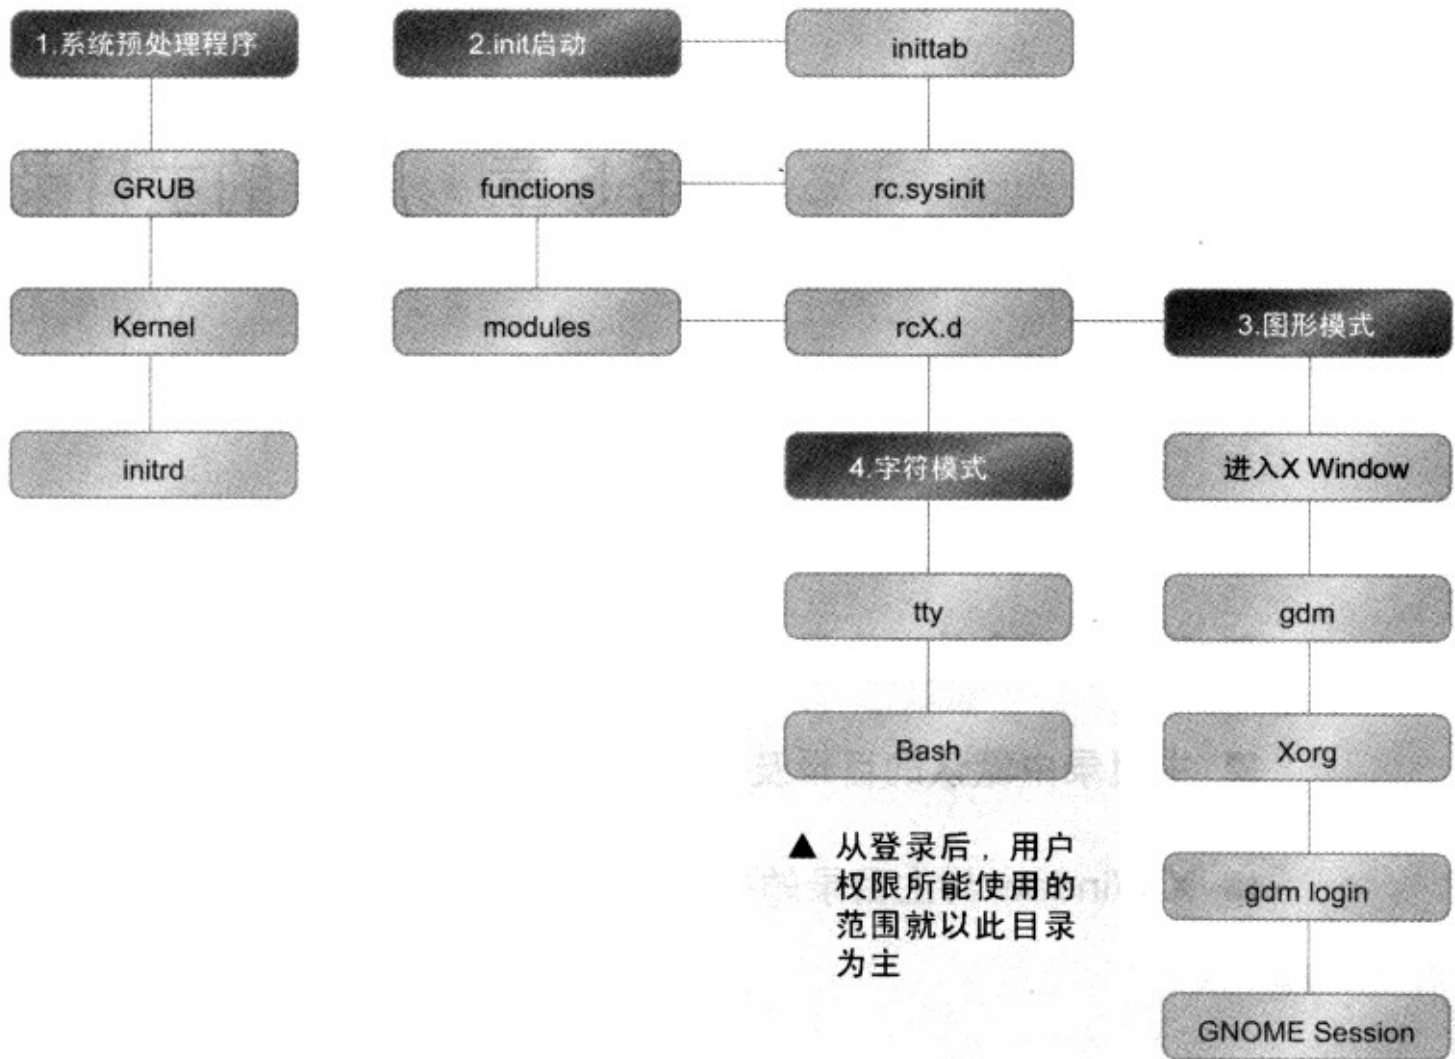 1.系统预处理程序
GRUB
Kernel
initrd
2.init启动
inittab
functions
rc.sysinit
modules
rcX.d
3.图形模式
4.字符模式
tty
Bash
进入X Window
gdm
Xorg
gdm login
GNOME Session
▲ 从登录后，用户
权限所能使用的
范围就以此目录
为主